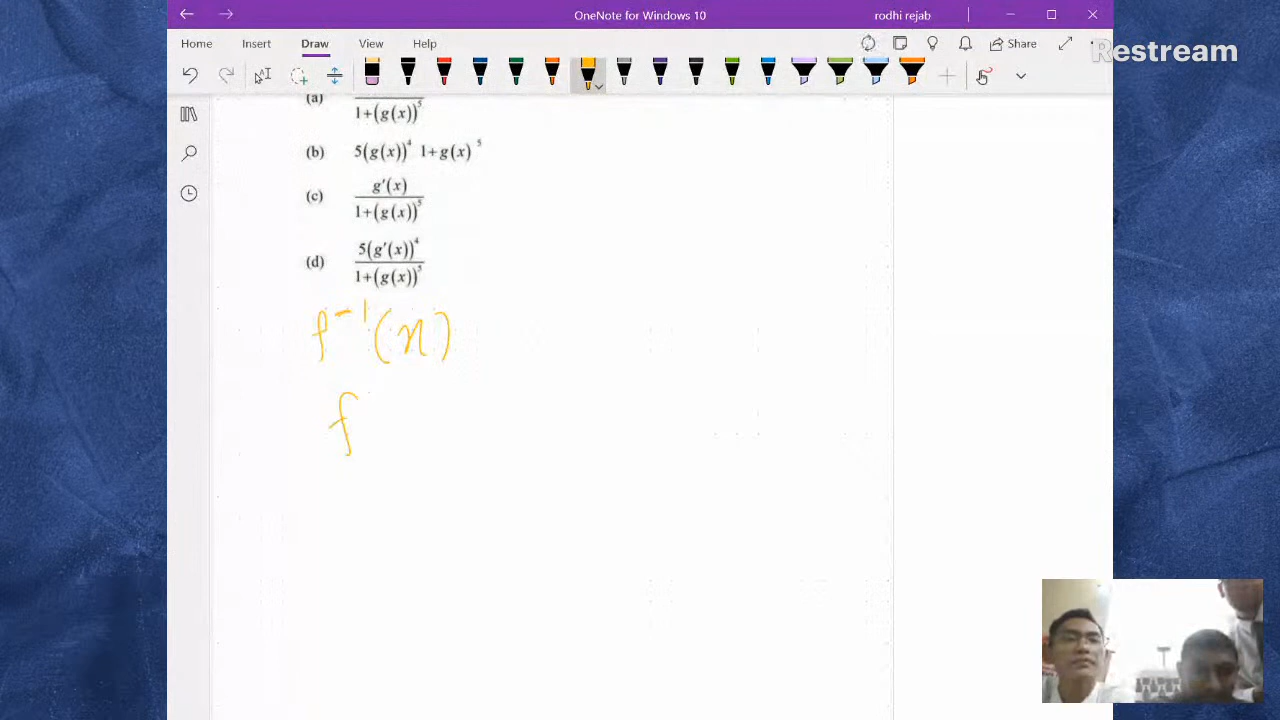 OneNote for Windows 10
rodhi rejab
Home Insert Draw View Help
Share
Restream
(a) 1+(g(x))^5
(b) 5(g(x))^4 1+g(x) ^5
(c) g′(x)
1+(g(x))^5
(d) 5(g′(x))^4
1+(g(x))^5
f^-1(x)
f